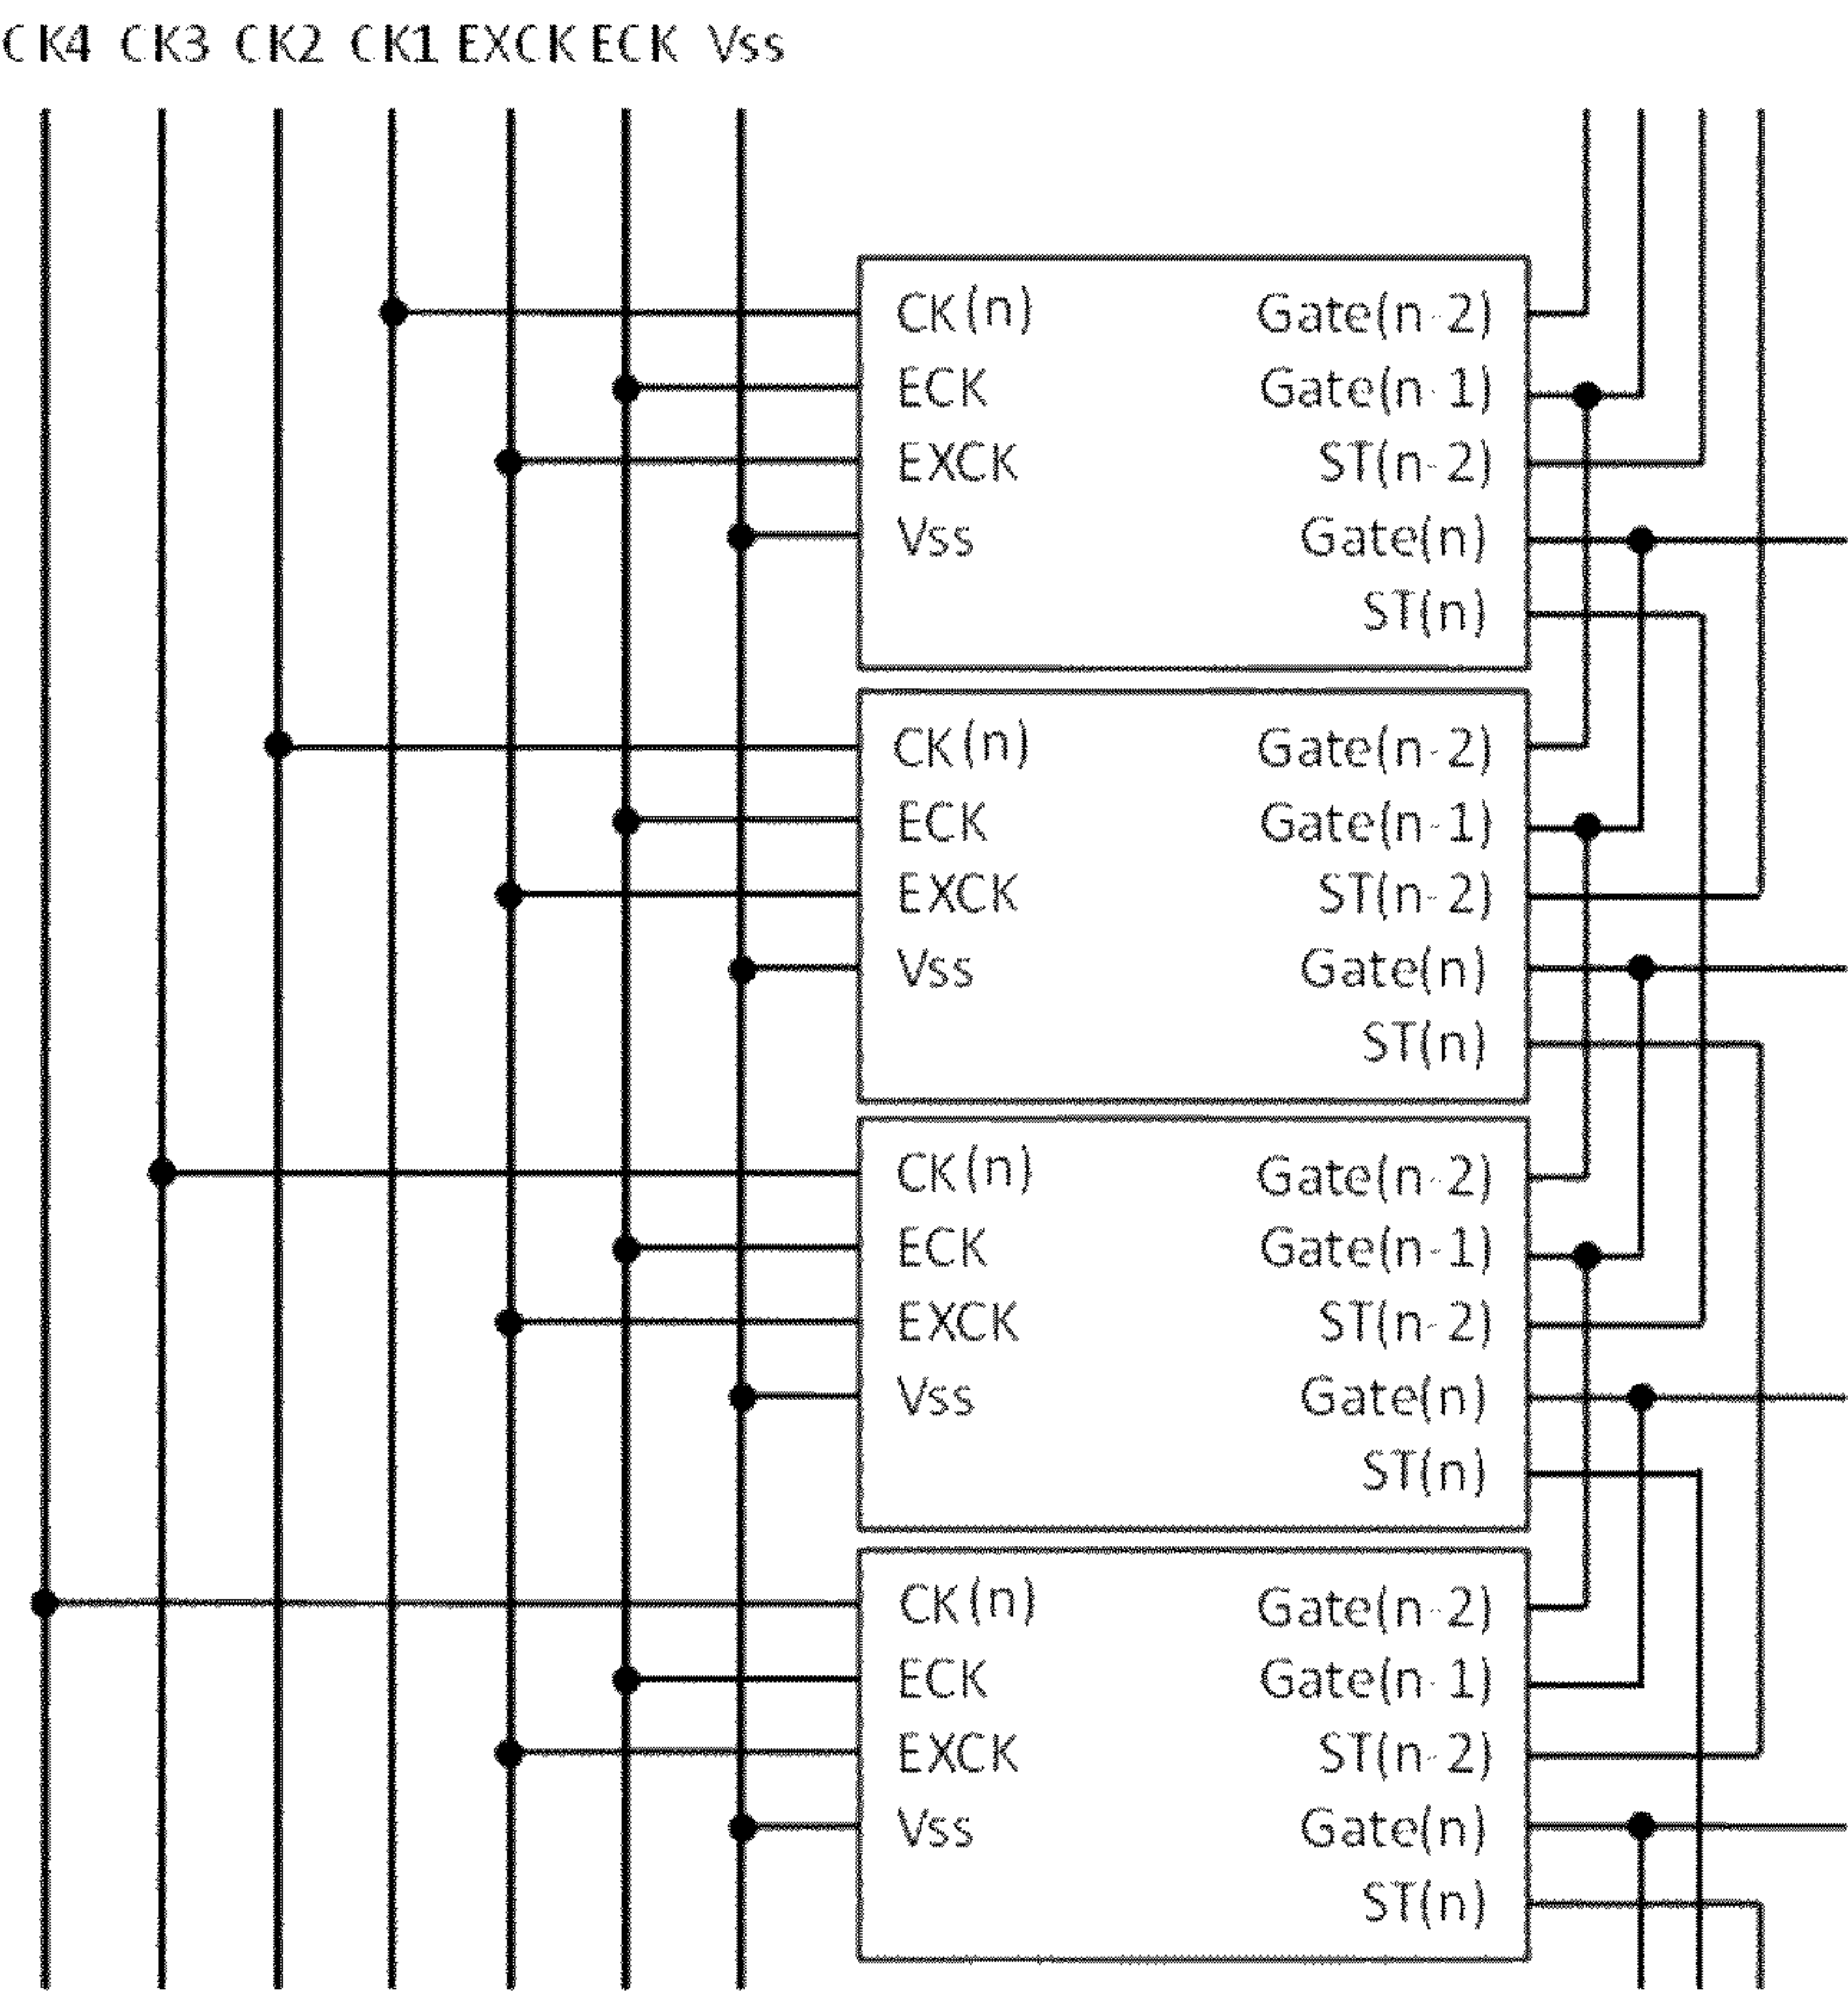 CK4 CK3 CK2 CK1 EXCK ECK Vss
CK(n) Gate(n-2)
ECK Gate(n-1)
EXCK ST(n-2)
Vss Gate(n)
ST(n)
CK(n) Gate(n-2)
ECK Gate(n-1)
EXCK ST(n-2)
Vss Gate(n)
ST(n)
CK(n) Gate(n-2)
ECK Gate(n-1)
EXCK ST(n-2)
Vss Gate(n)
ST(n)
CK(n) Gate(n-2)
ECK Gate(n-1)
EXCK ST(n-2)
Vss Gate(n)
ST(n)